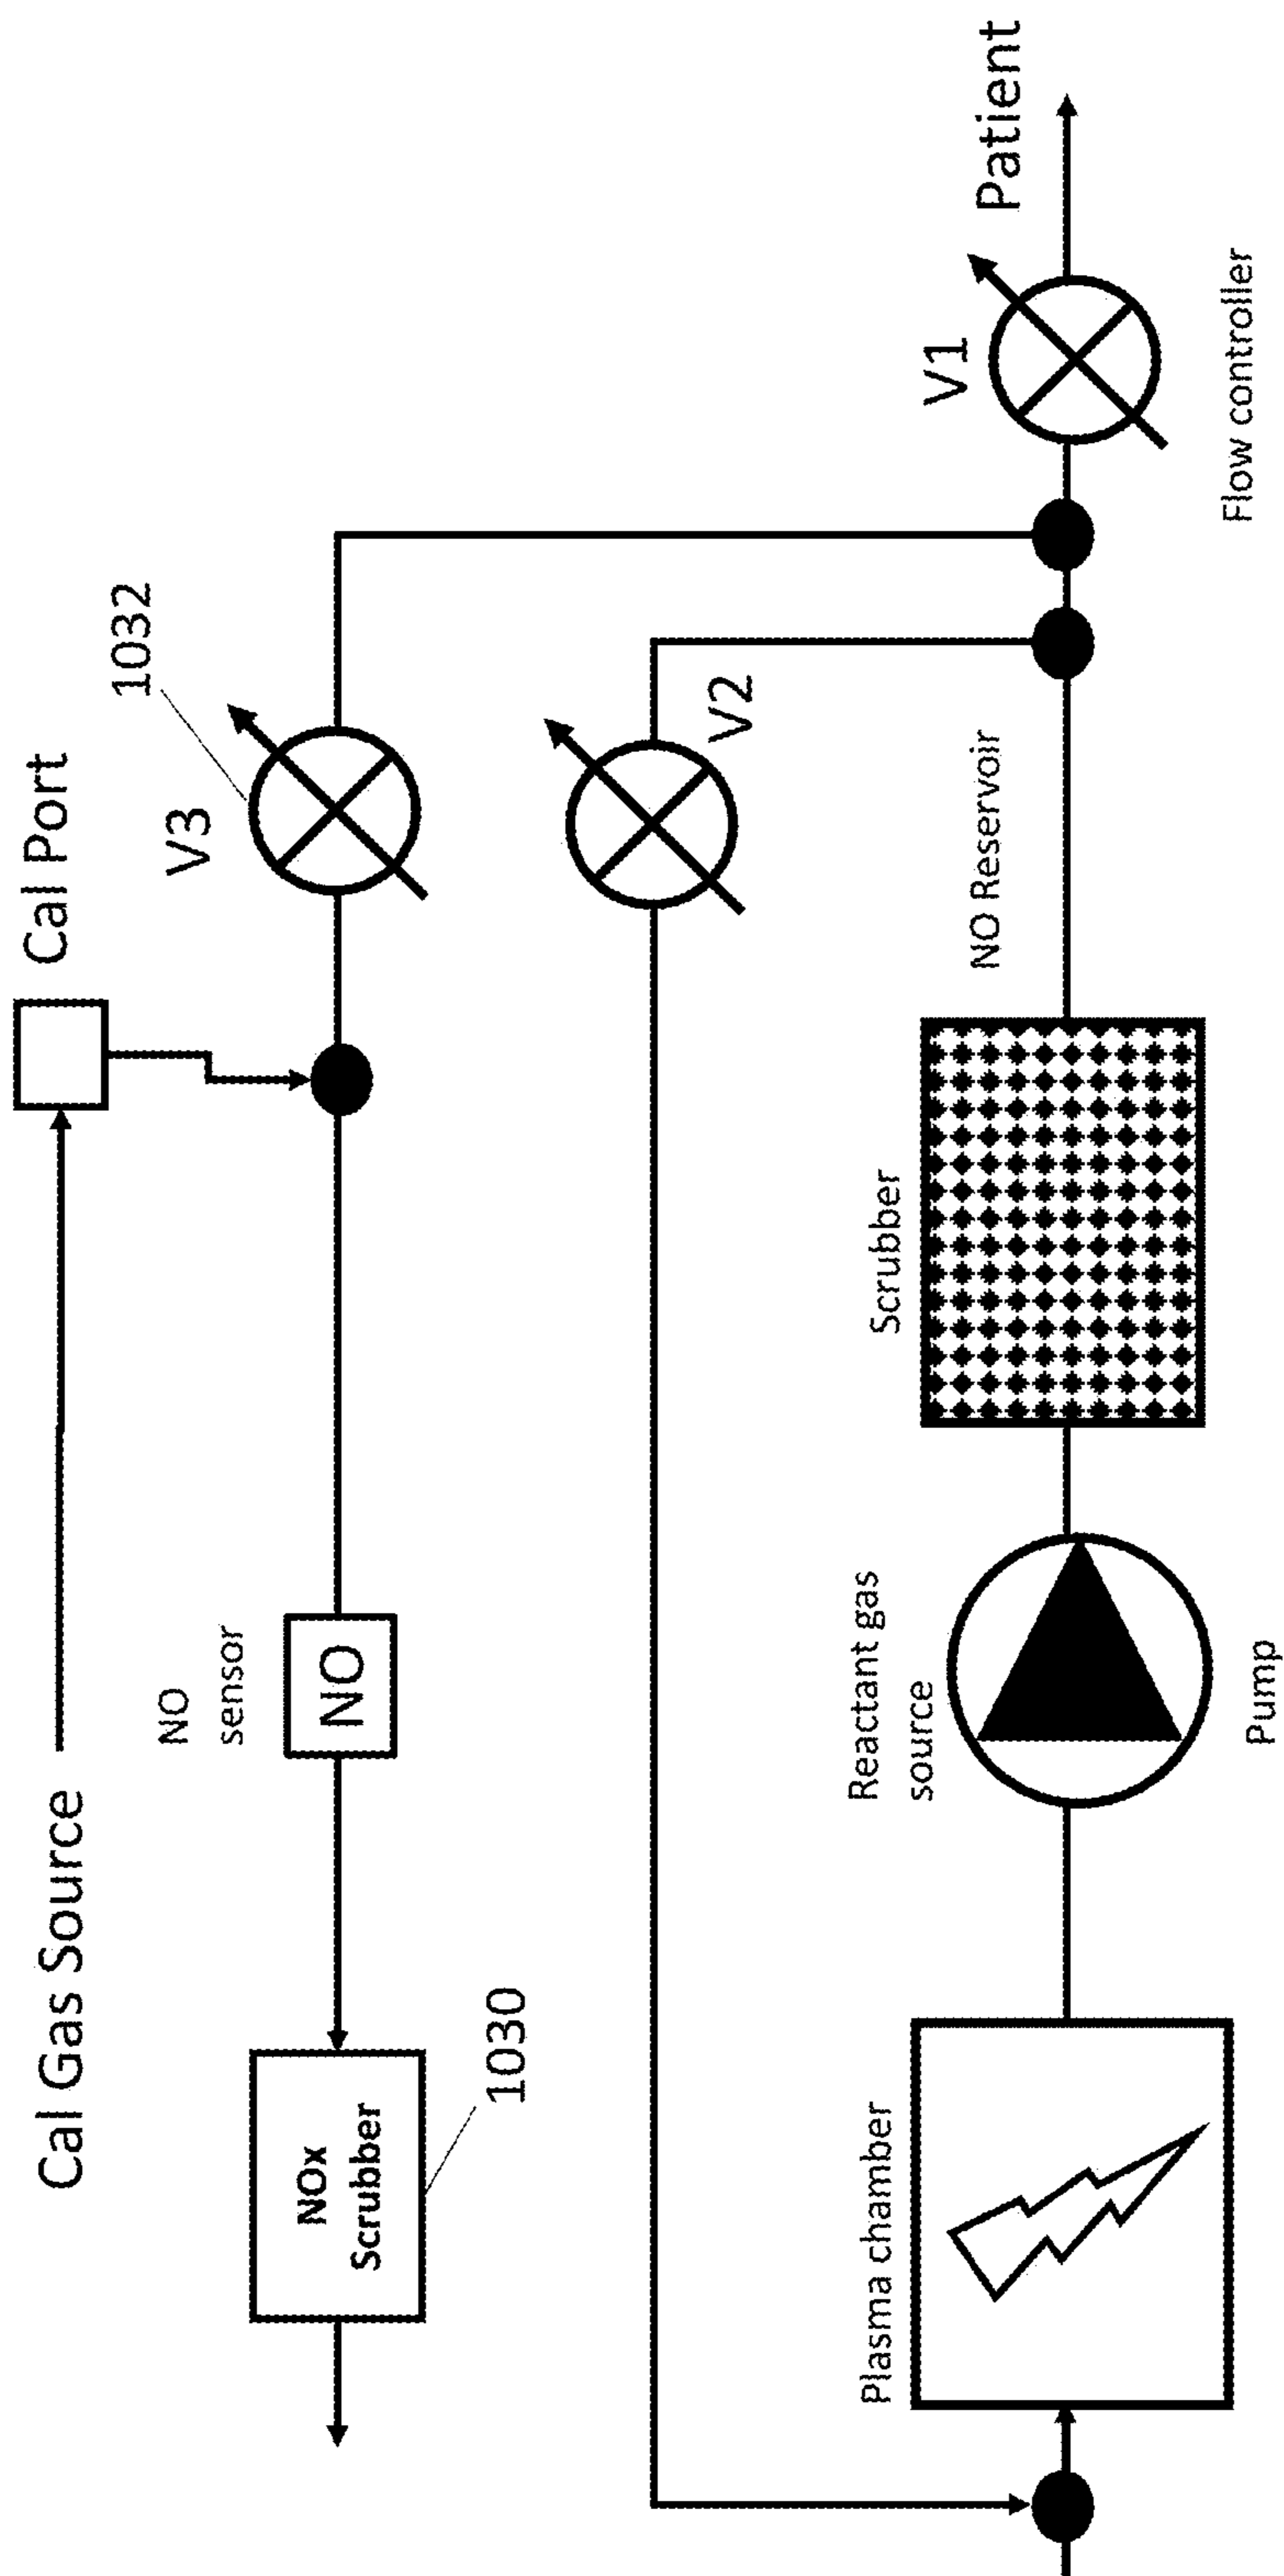 Cal Gas Source
Cal Port
1032
V3
NO
sensor
NO
NOx
Scrubber
1030
V2
Patient
V1
Flow controller
NO Reservoir
Scrubber
Reactant gas
source
Pump
Plasma chamber